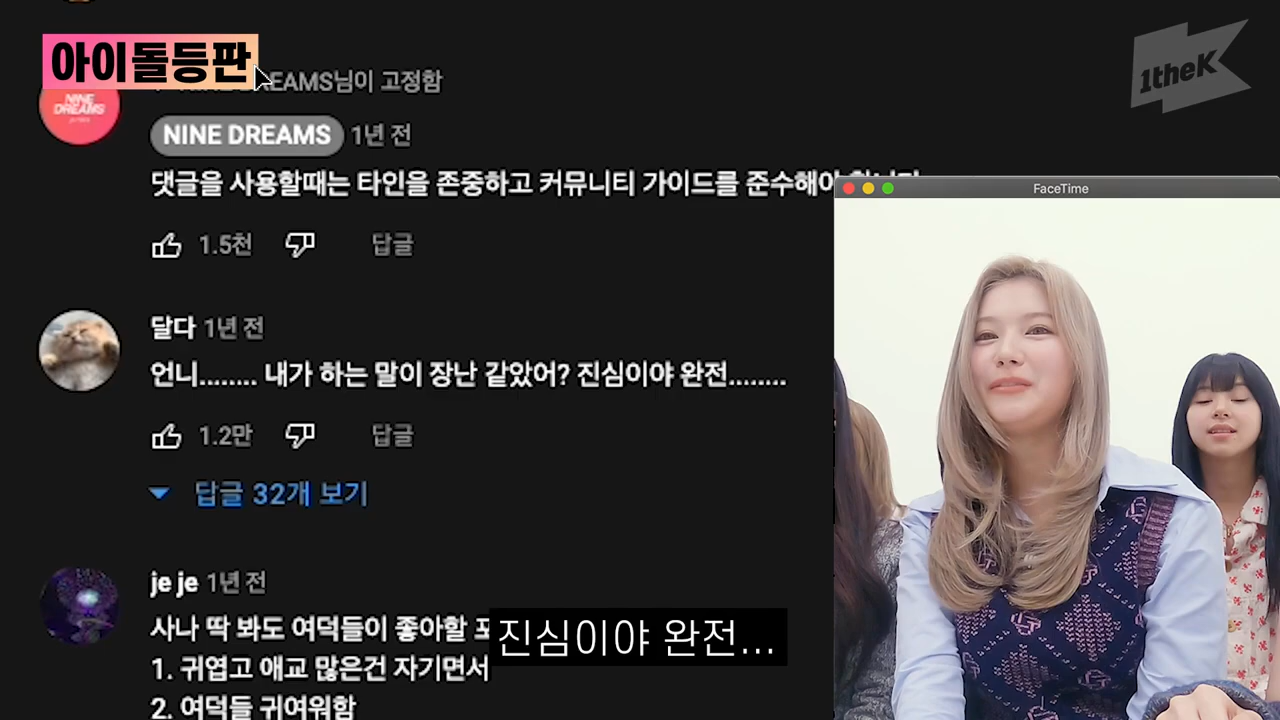 아이돌등판
1theK
EAMS님이 고정함
NINE DREAMS
NINE DREAMS 1년 전
댓글을 사용할때는 타인을 존중하고 커뮤니티 가이드를 준수해야
FaceTime
1.5천 답글
달다 1년 전
언니........ 내가 하는 말이 장난 같았어? 진심이야 완전........
1.2만 답글
답글 32개 보기
je je 1년 전
사나 딱 봐도 여덕들이 좋아할
진심이야 완전...
1. 귀엽고 애교 많은건 자기면서
2. 여덕들 귀여워함